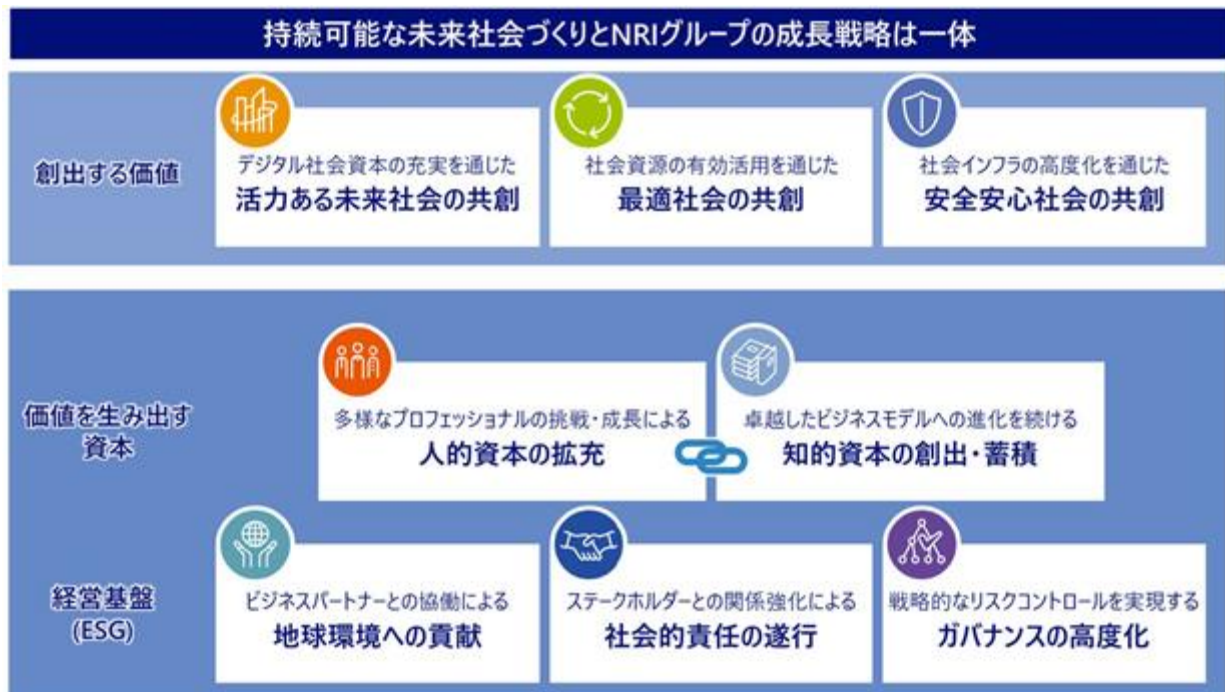 持続可能な未来社会づくりとNRIグループの成長戦略は一体
創出する価値
デジタル社会資本の充実を通じた
活力ある未来社会の共創
社会資源の有効活用を通じた
最適社会の共創
社会インフラの高度化を通じた
安全安心社会の共創
価値を生み出す
資本
多様なプロフェッショナルの挑戦・成長による
人的資本の拡充
卓越したビジネスモデルへの進化を続ける
知的資本の創出・蓄積
経営基盤
(ESG)
ビジネスパートナーとの協働による
地球環境への貢献
ステークホルダーとの関係強化による
社会的責任の遂行
戦略的なリスクコントロールを実現する
ガバナンスの高度化